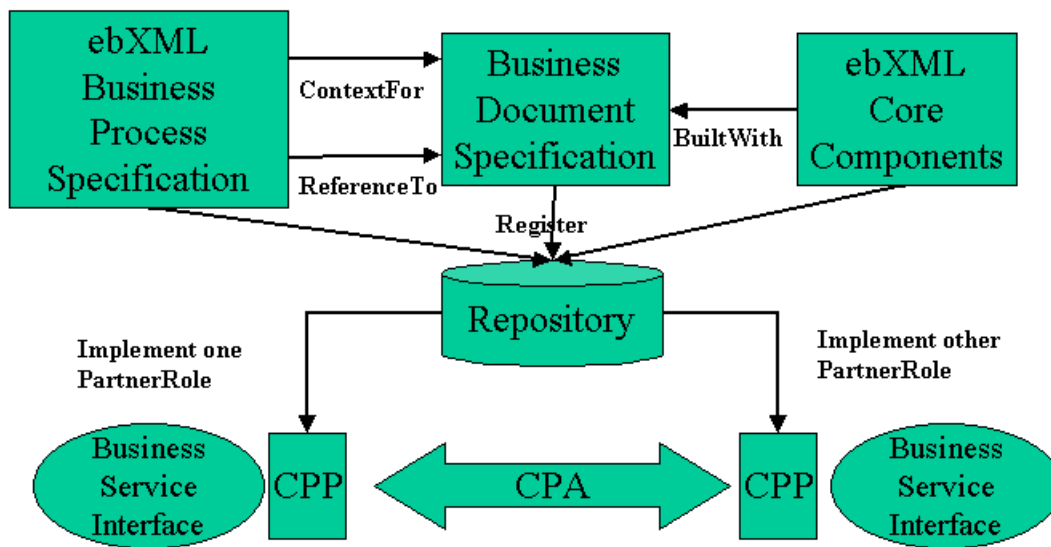 ebXML
Business
Process
Specification
ContextFor
ReferenceTo
Business
Document
Specification
BuiltWith
ebXML
Core
Components
Register
Repository
Implement one
PartnerRole
Implement other
PartnerRole
Business
Service
Interface
CPP
CPA
CPP
Business
Service
Interface